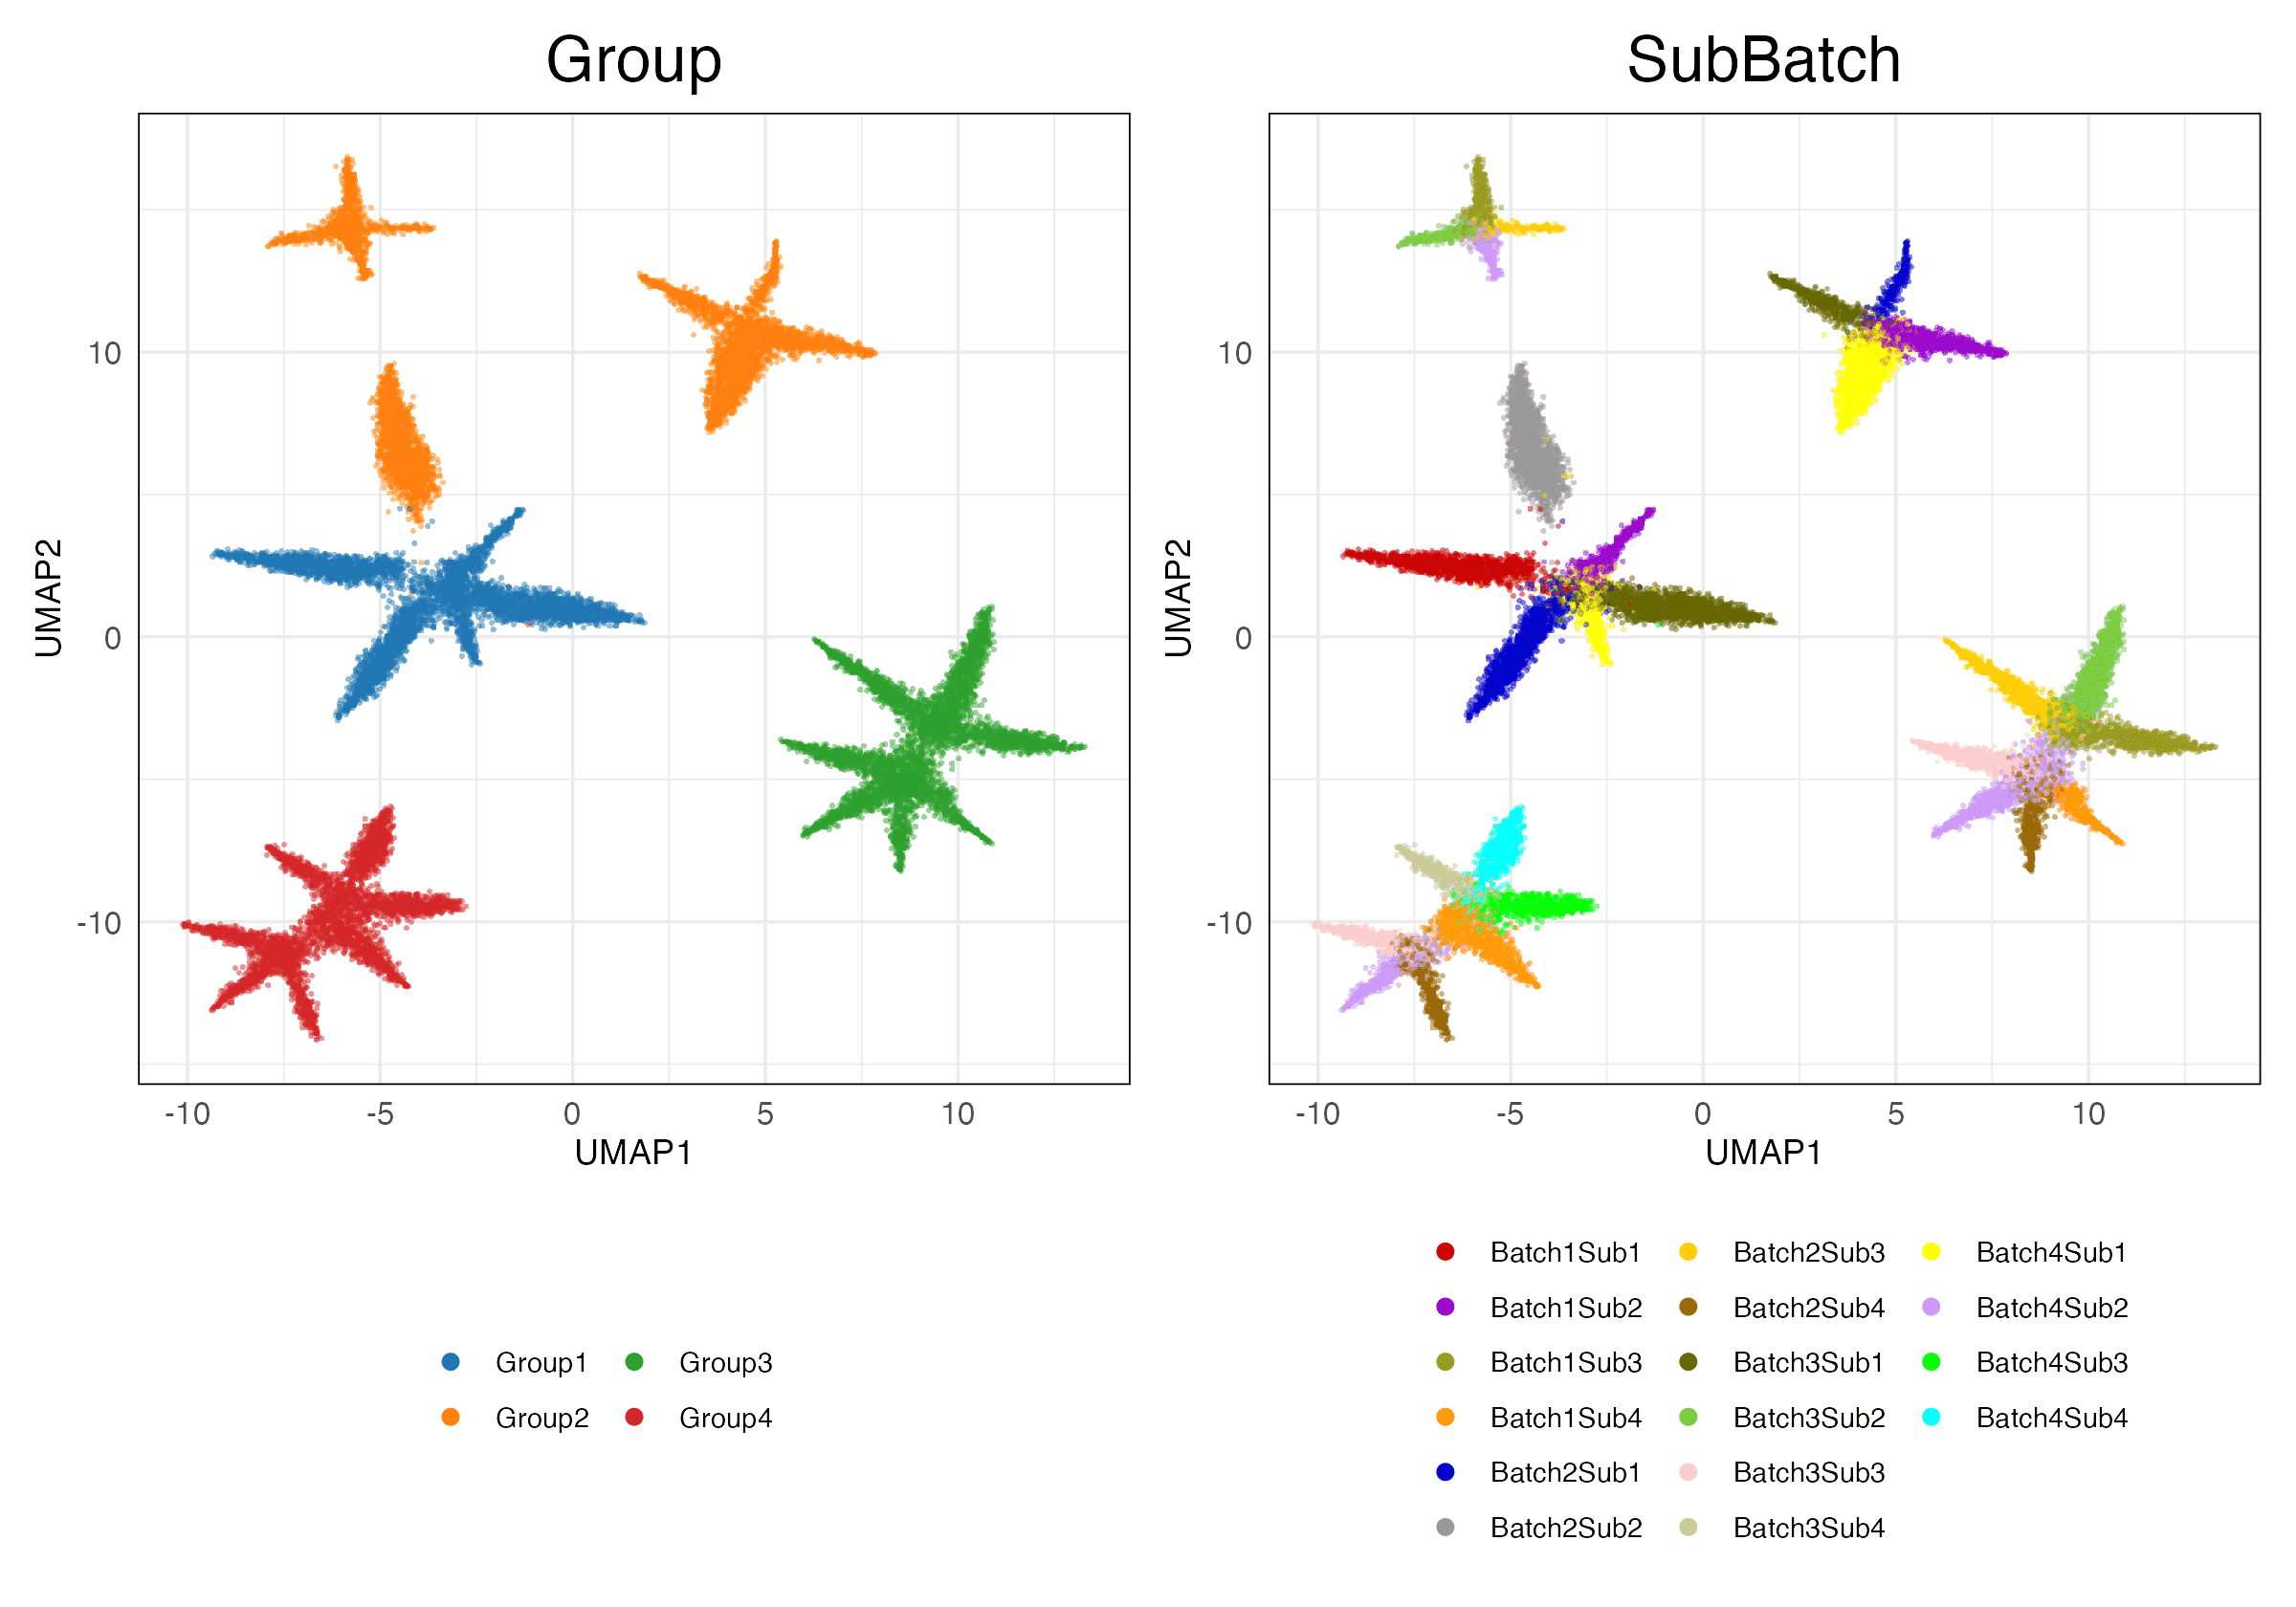 Group
SubBatch
10
0
-10
UMAP2
-10 -5 0 5 10
UMAP1
10
0
-10
UMAP2
-10 -5 0 5 10
UMAP1
Group1 Group3
Group2 Group4
Batch1Sub1 Batch2Sub3 Batch4Sub1
Batch1Sub2 Batch2Sub4 Batch4Sub2
Batch1Sub3 Batch3Sub1 Batch4Sub3
Batch1Sub4 Batch3Sub2 Batch4Sub4
Batch2Sub1 Batch3Sub3
Batch2Sub2 Batch3Sub4